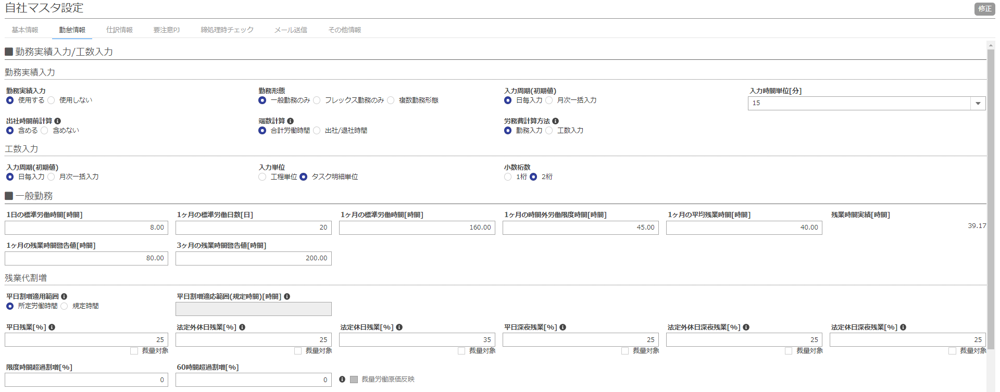 自社マスタ設定
修正
基本情報 勤怠情報 仕訳情報 要注意PJ 締処理時チェック メール送信 その他情報
勤務実績入力/工数入力
勤務実績入力
勤務実績入力 勤務形態 入力周期(初期値) 入力時間単位[分]
使用する 使用しない 一般勤務のみ フレックス勤務のみ 複数勤務形態 日毎入力 月次一括入力 15
出社時間前計算 端数計算 労務費計算方法
含める 含めない 合計労働時間 出社/退社時間 勤務入力 工数入力
工数入力
入力周期(初期値) 入力単位 小数桁数
日毎入力 月次一括入力 工程単位 タスク明細単位 1桁 2桁
一般勤務
1日の標準労働時間[時間] 1ヶ月の標準労働日数[日] 1ヶ月の標準労働時間[時間] 1ヶ月の時間外労働限度時間[時間] 1ヶ月の平均残業時間[時間] 残業時間実績[時間]
8.00 20 160.00 45.00 40.00 39.17
1ヶ月の残業時間警告値[時間] 3ヶ月の残業時間警告値[時間]
80.00 200.00
残業代割増
平日割増適用範囲 平日割増適応範囲(規定時間)[時間]
所定労働時間 規定時間
平日残業[%] 法定外休日残業[%] 法定休日残業[%] 平日深夜残業[%] 法定外休日深夜残業[%] 法定休日深夜残業[%]
25 25 35 25 25 25
裁量対象 裁量対象 裁量対象 裁量対象 裁量対象 裁量対象
限度時間超過割増[%] 60時間超過割増[%]
0 0 裁量労働原価反映